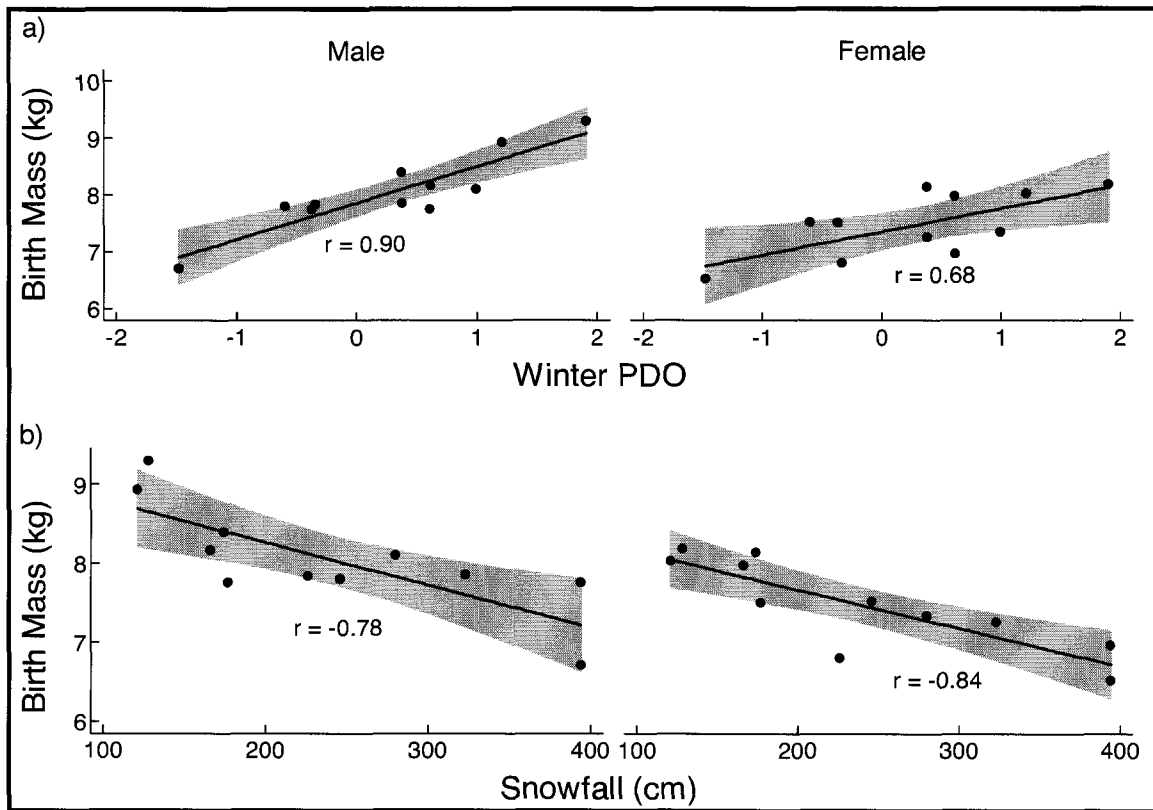 a)
Male Female
Birth Mass (kg)
10
9
8
7
6
r = 0.90
r = 0.68
-2 -1 0 1 2
-2 -1 0 1 2
Winter PDO
b)
Birth Mass (kg)
9
8
7
6
r = -0.78
r = -0.84
100 200 300 400
100 200 300 400
Snowfall (cm)